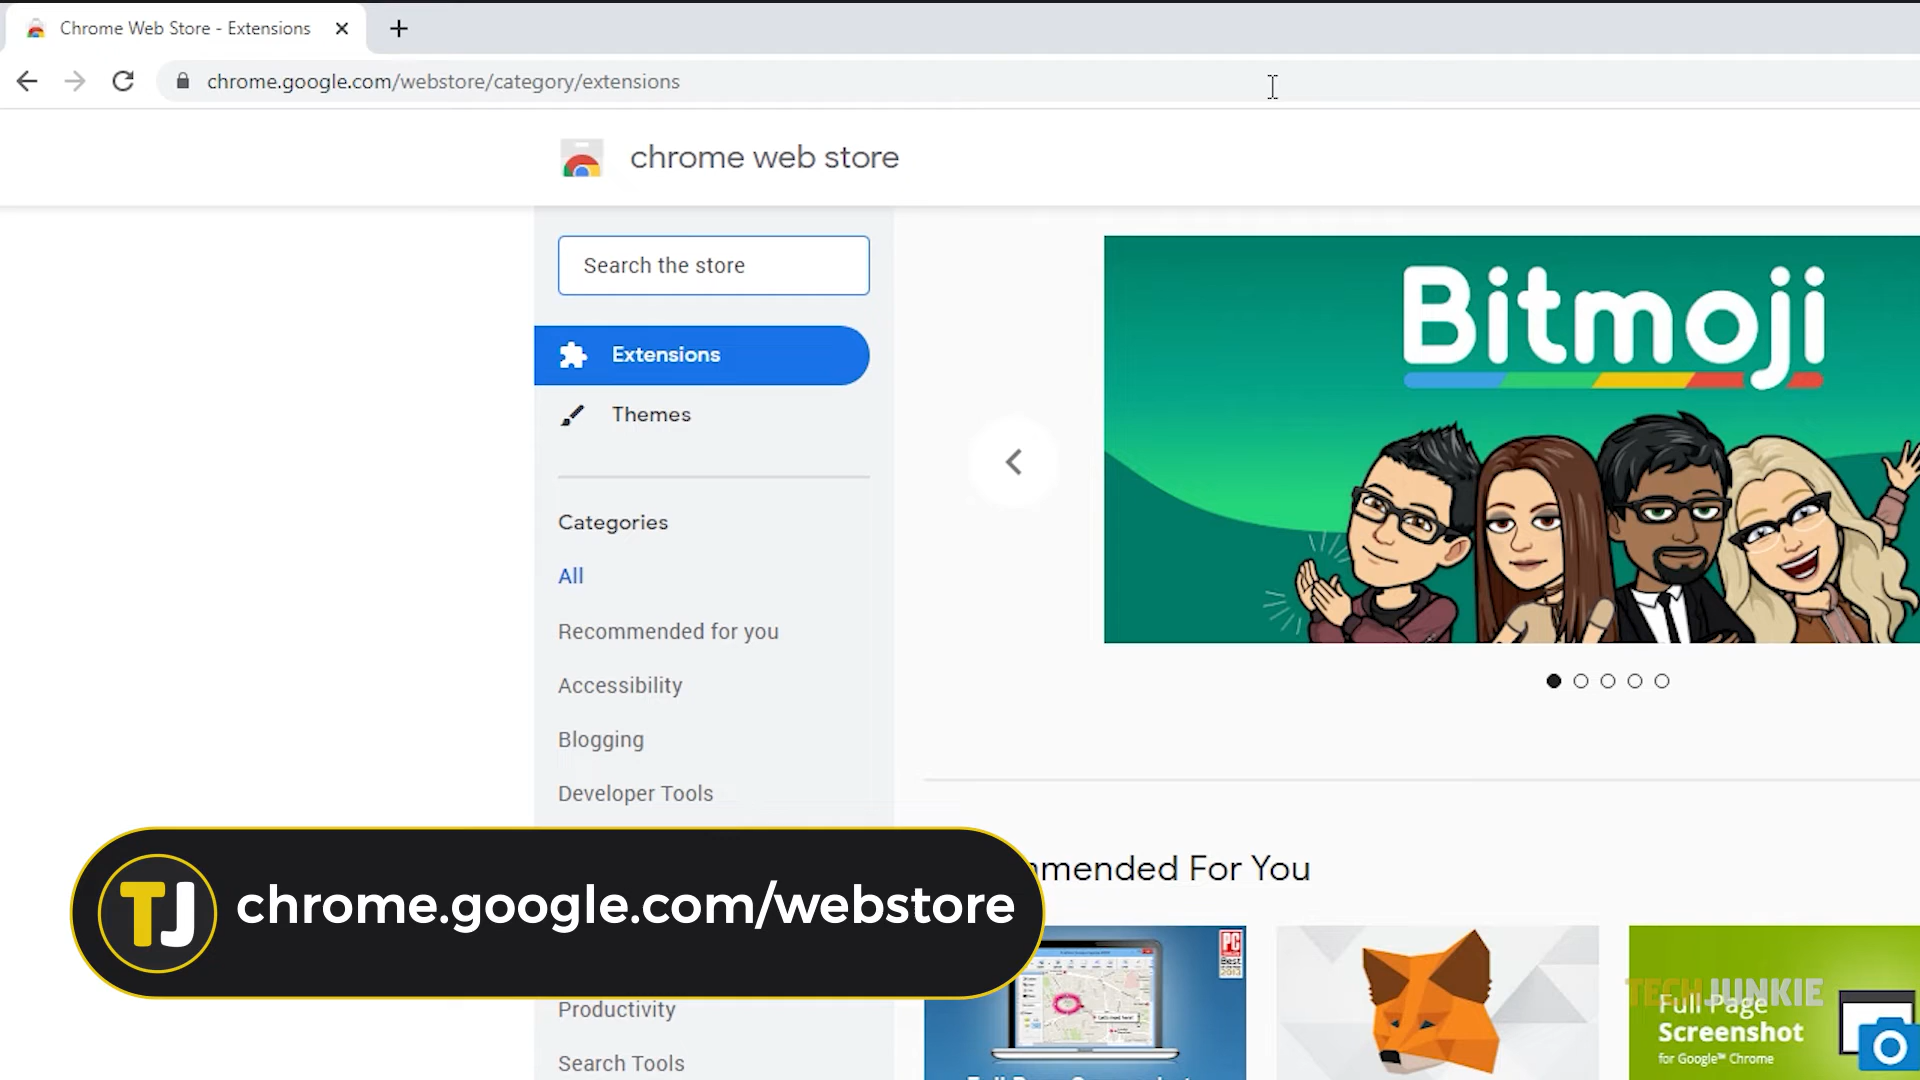 Chrome Web Store - Extensions
chrome.google.com/webstore/category/extensions
chrome web store
Search the store
Extensions
Themes
Bitmoji
Categories
All
Recommended for you
Accessibility
Blogging
Developer Tools
mmended For You
TJ chrome.google.com/webstore
PC
Productivity
Search Tools
TECHJUNKIE
Full Page
Screenshot
for Google™ Chrome